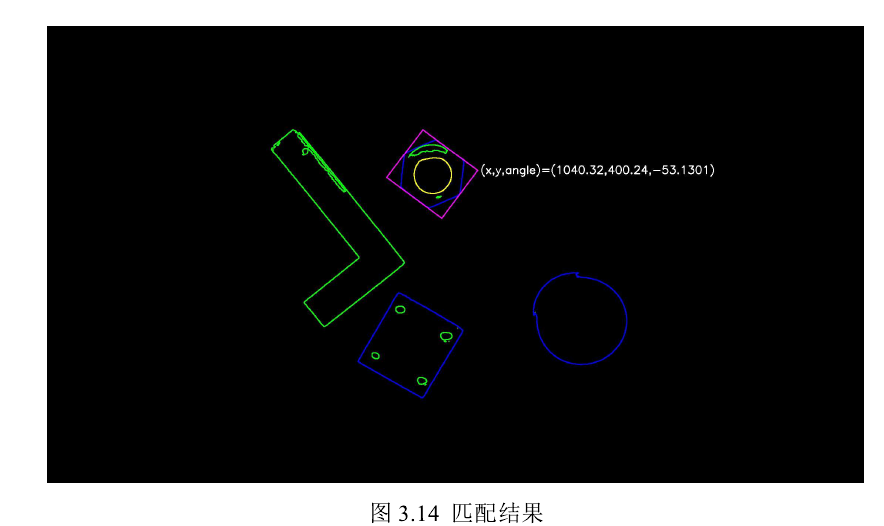 (x,y,angle)=(1040.32,400.24,-53.1301)
图 3.14 匹配结果